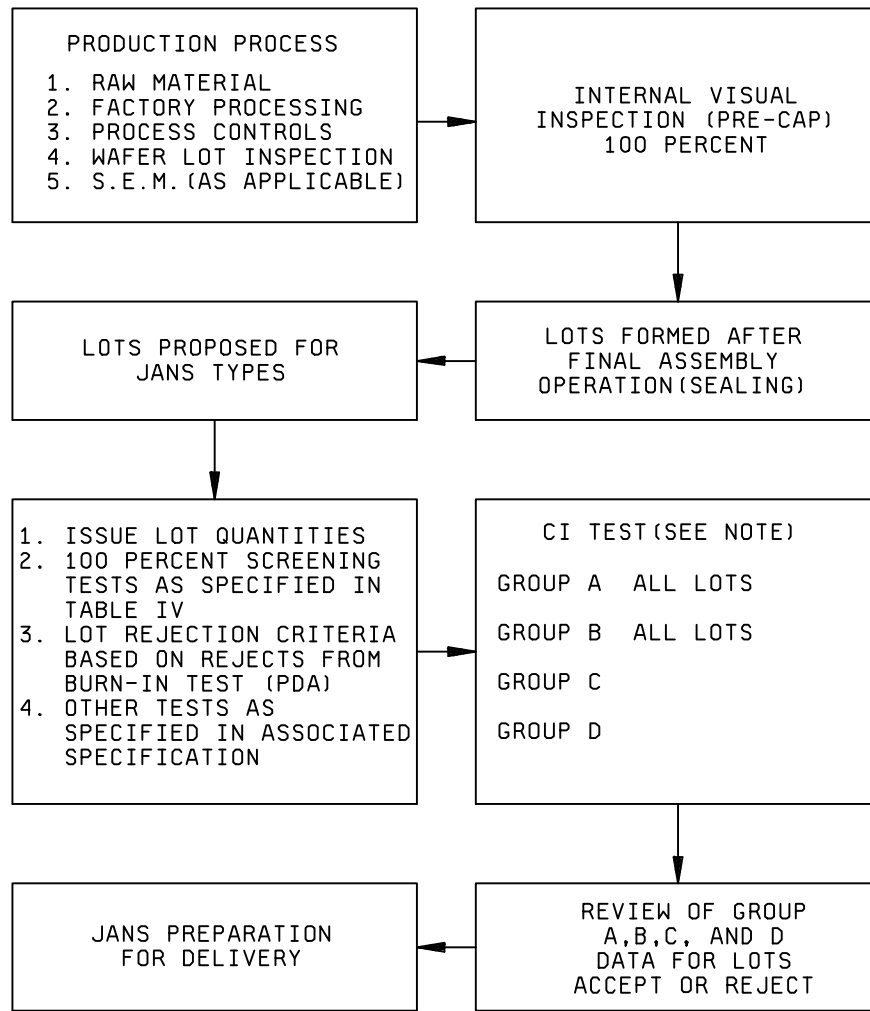 PRODUCTION PROCESS
1. RAW MATERIAL
2. FACTORY PROCESSING
3. PROCESS CONTROLS
4. WAFER LOT INSPECTION
5. S.E.M.(AS APPLICABLE)
INTERNAL VISUAL
INSPECTION (PRE-CAP)
100 PERCENT
LOTS FORMED AFTER
FINAL ASSEMBLY
OPERATION(SEALING)
LOTS PROPOSED FOR
JANS TYPES
1. ISSUE LOT QUANTITIES
2. 100 PERCENT SCREENING
TESTS AS SPECIFIED IN
TABLE IV
3. LOT REJECTION CRITERIA
BASED ON REJECTS FROM
BURN-IN TEST (PDA)
4. OTHER TESTS AS
SPECIFIED IN ASSOCIATED
SPECIFICATION
CI TEST(SEE NOTE)
GROUP A ALL LOTS
GROUP B ALL LOTS
GROUP C
GROUP D
REVIEW OF GROUP
A,B,C, AND D
DATA FOR LOTS
ACCEPT OR REJECT
JANS PREPARATION
FOR DELIVERY